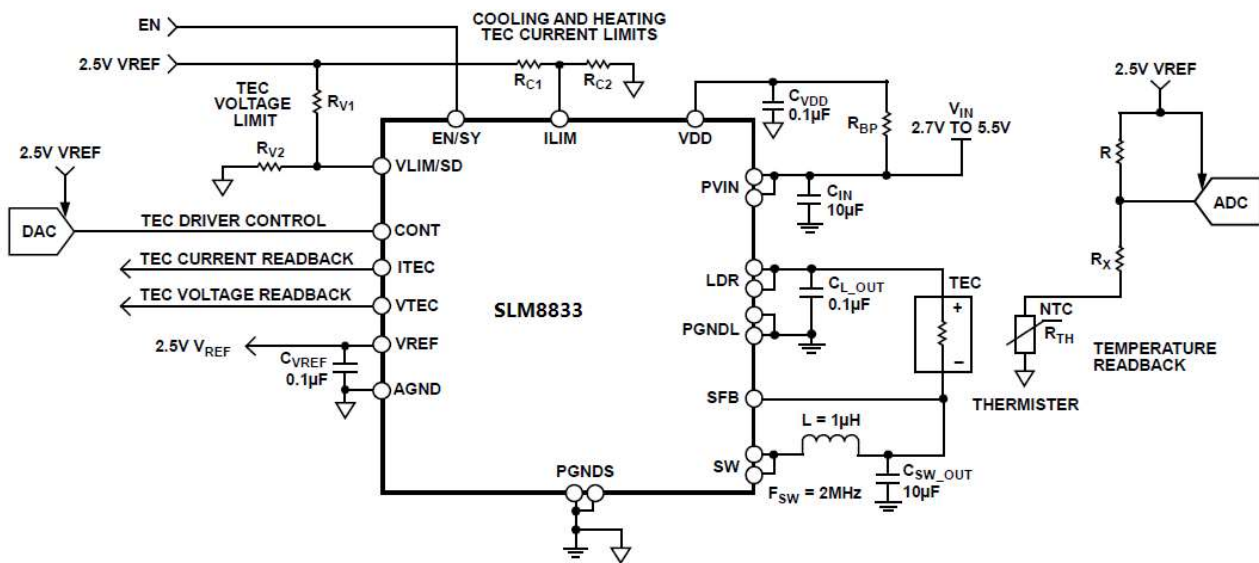 EN
COOLING AND HEATING
TEC CURRENT LIMITS
2.5V VREF
RC1
RC2
TEC
VOLTAGE
LIMIT
RV1
RV2
2.5V VREF
DAC
EN/SY
ILIM
VDD
CVDD
0.1µF
RBP
VIN
2.7V TO 5.5V
2.5V VREF
R
ADC
RX
NTC
RTH
TEMPERATURE
READBACK
THERMISTER
VLIM/SD
PVIN
CIN
10µF
TEC DRIVER CONTROL
CONT
TEC CURRENT READBACK
ITEC
TEC VOLTAGE READBACK
VTEC
SLM8833
LDR
CL_OUT
0.1µF
TEC
+
–
PGNDL
2.5V VREF
VREF
CVREF
0.1µF
AGND
SFB
L = 1µH
SW
FSW = 2MHz
CSW_OUT
10µF
PGNDS